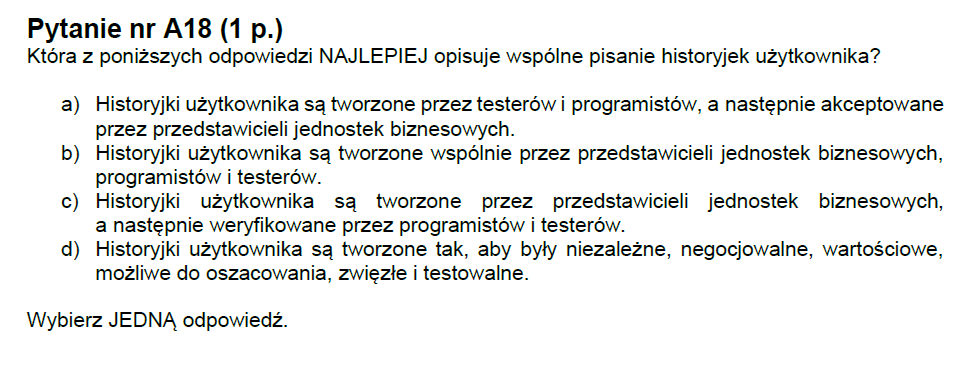 Pytanie nr A18 (1 p.)
Która z poniższych odpowiedzi NAJLEPIEJ opisuje wspólne pisanie historyjek użytkownika?
a) Historyjki użytkownika są tworzone przez testerów i programistów, a następnie akceptowane
przez przedstawicieli jednostek biznesowych.
b) Historyjki użytkownika są tworzone wspólnie przez przedstawicieli jednostek biznesowych,
programistów i testerów.
c) Historyjki użytkownika są tworzone przez przedstawicieli jednostek biznesowych,
a następnie weryfikowane przez programistów i testerów.
d) Historyjki użytkownika są tworzone tak, aby były niezależne, negocjowalne, wartościowe,
możliwe do oszacowania, zwięzłe i testowalne.
Wybierz JEDNĄ odpowiedź.